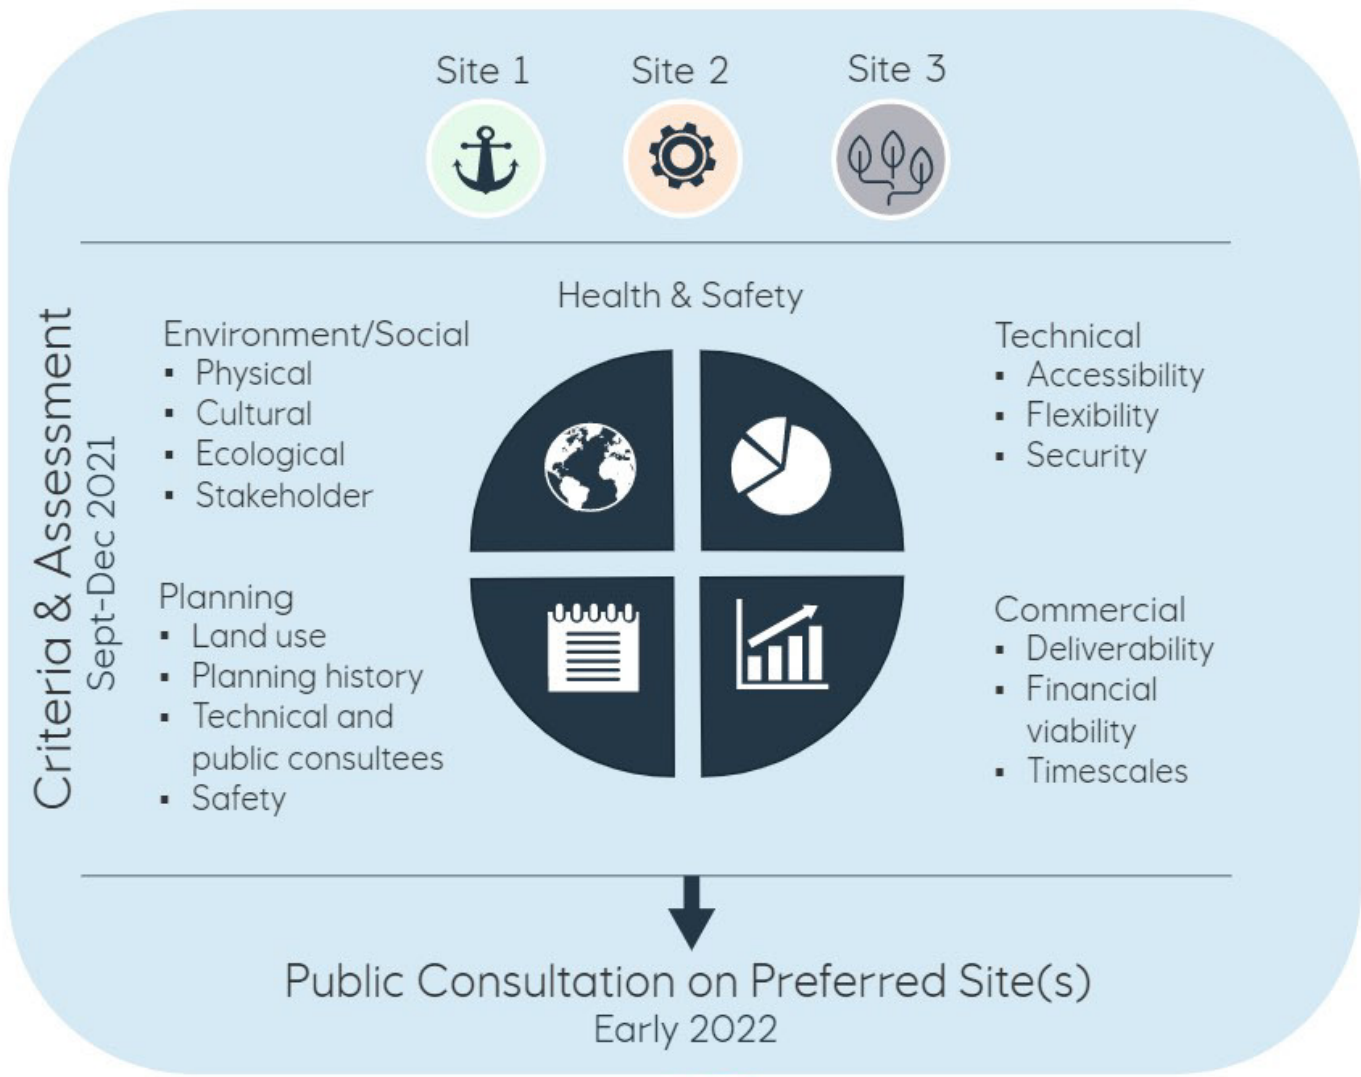 Site 1
Site 2
Site 3
Criteria & Assessment
Sept-Dec 2021
Health & Safety
Environment/Social
▪ Physical
▪ Cultural
▪ Ecological
▪ Stakeholder
Technical
▪ Accessibility
▪ Flexibility
▪ Security
Planning
▪ Land use
▪ Planning history
▪ Technical and
public consultees
▪ Safety
Commercial
▪ Deliverability
▪ Financial
viability
▪ Timescales
Public Consultation on Preferred Site(s)
Early 2022